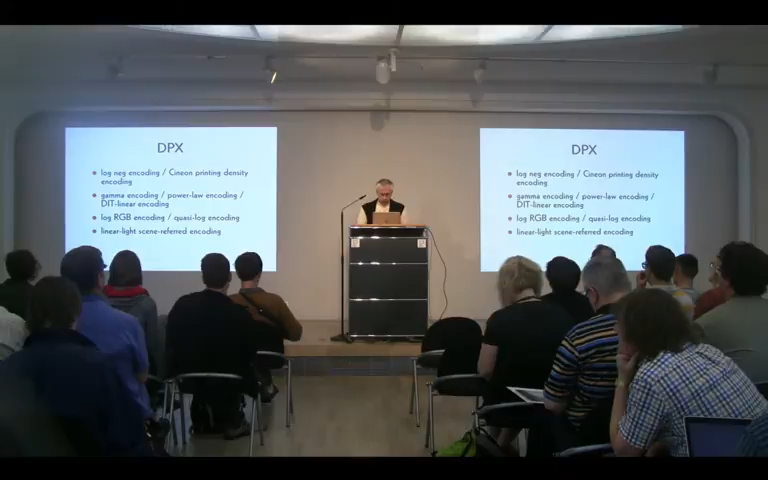 DPX
log neg encoding / Cineon printing density
encoding
gamma encoding / power-law encoding /
DIT-linear encoding
log RGB encoding / quasi-log encoding
linear-light scene-referred encoding
DPX
log neg encoding / Cineon printing density
encoding
gamma encoding / power-law encoding /
DIT-linear encoding
log RGB encoding / quasi-log encoding
linear-light scene-referred encoding